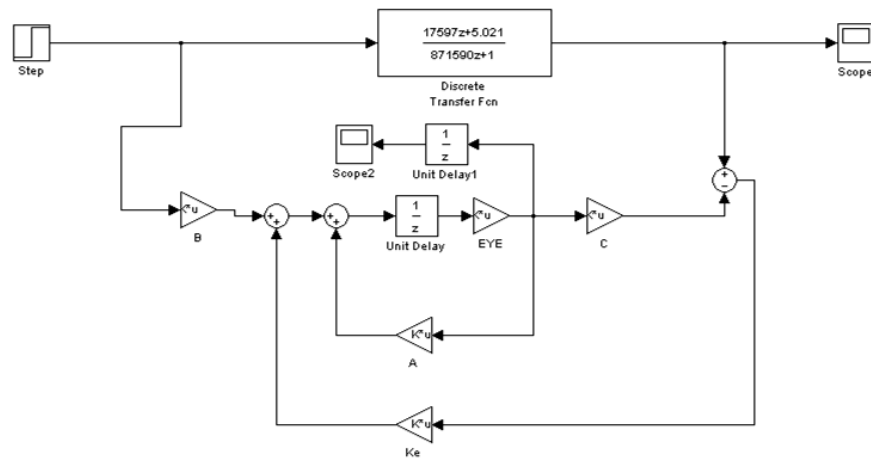 Step
17597z+5.021
871590z+1
Discrete
Transfer Fcn
Scope
Scope2
1
z
Unit Delay1
K*u
B
+
+
+
+
1
z
Unit Delay
K*u
EYE
K*u
C
+
−
K*u
A
K*u
Ke